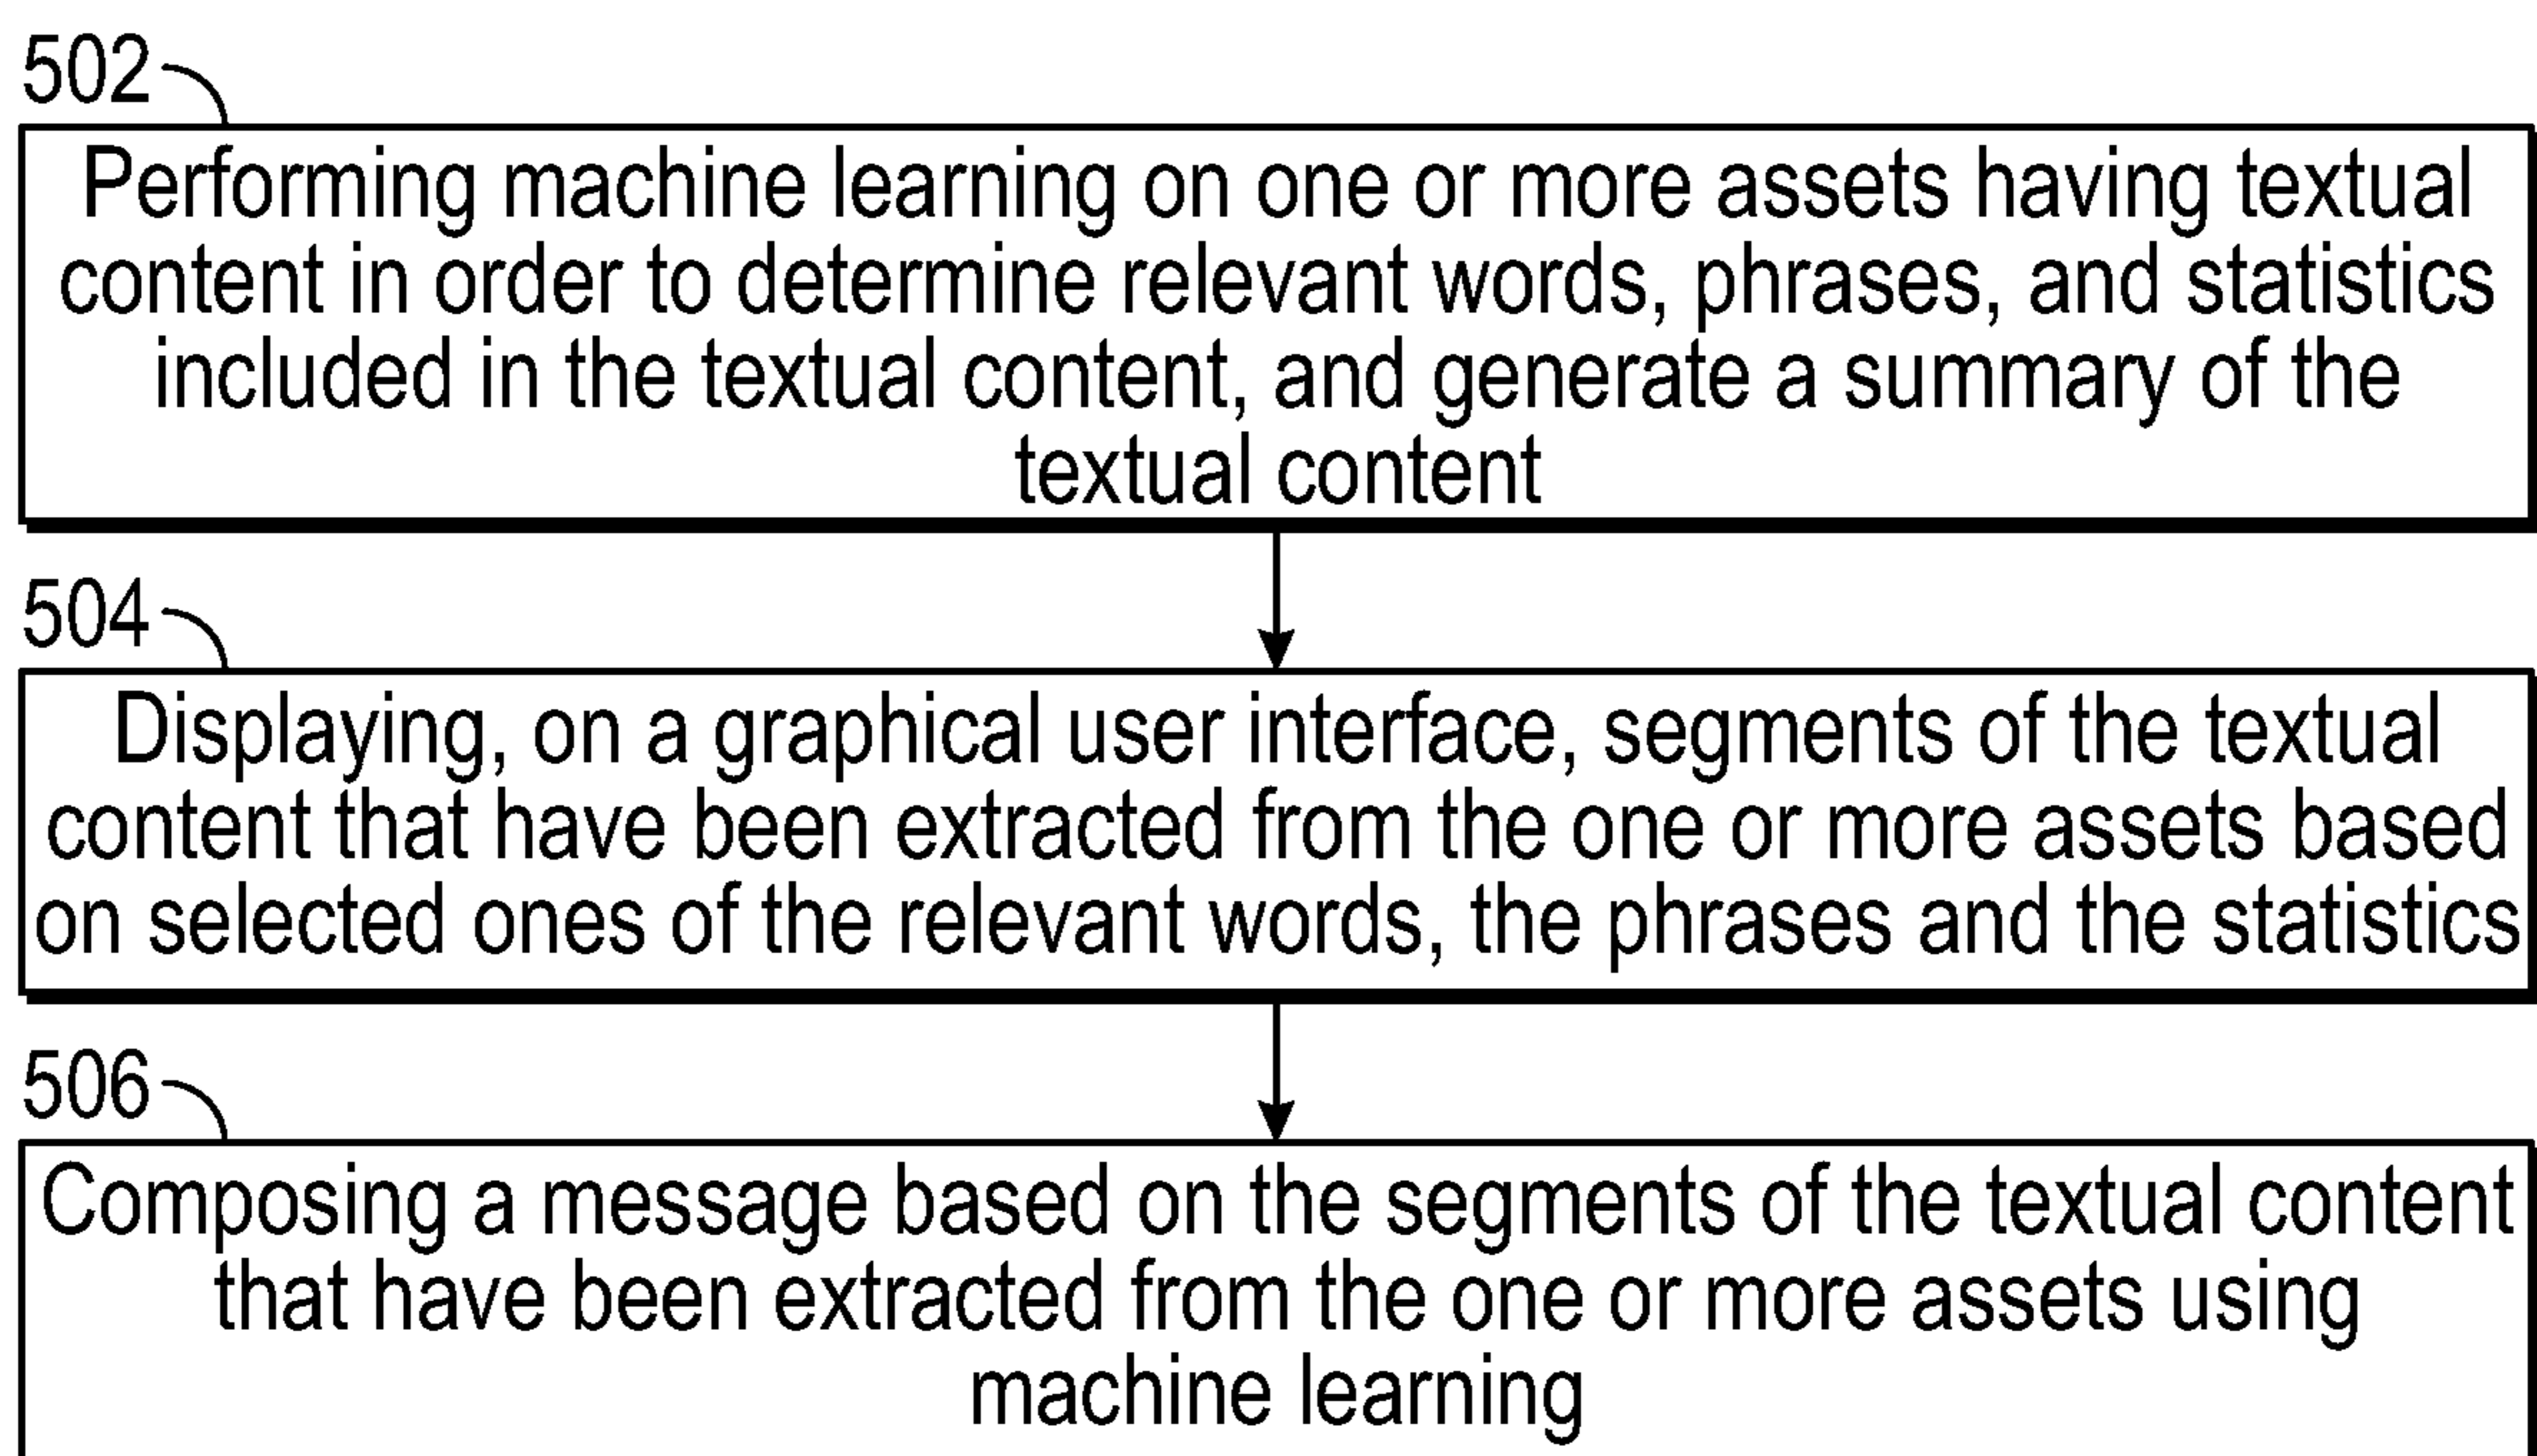 502
Performing machine learning on one or more assets having textual
content in order to determine relevant words, phrases, and statistics
included in the textual content, and generate a summary of the
textual content
504
Displaying, on a graphical user interface, segments of the textual
content that have been extracted from the one or more assets based
on selected ones of the relevant words, the phrases and the statistics
506
Composing a message based on the segments of the textual content
that have been extracted from the one or more assets using
machine learning